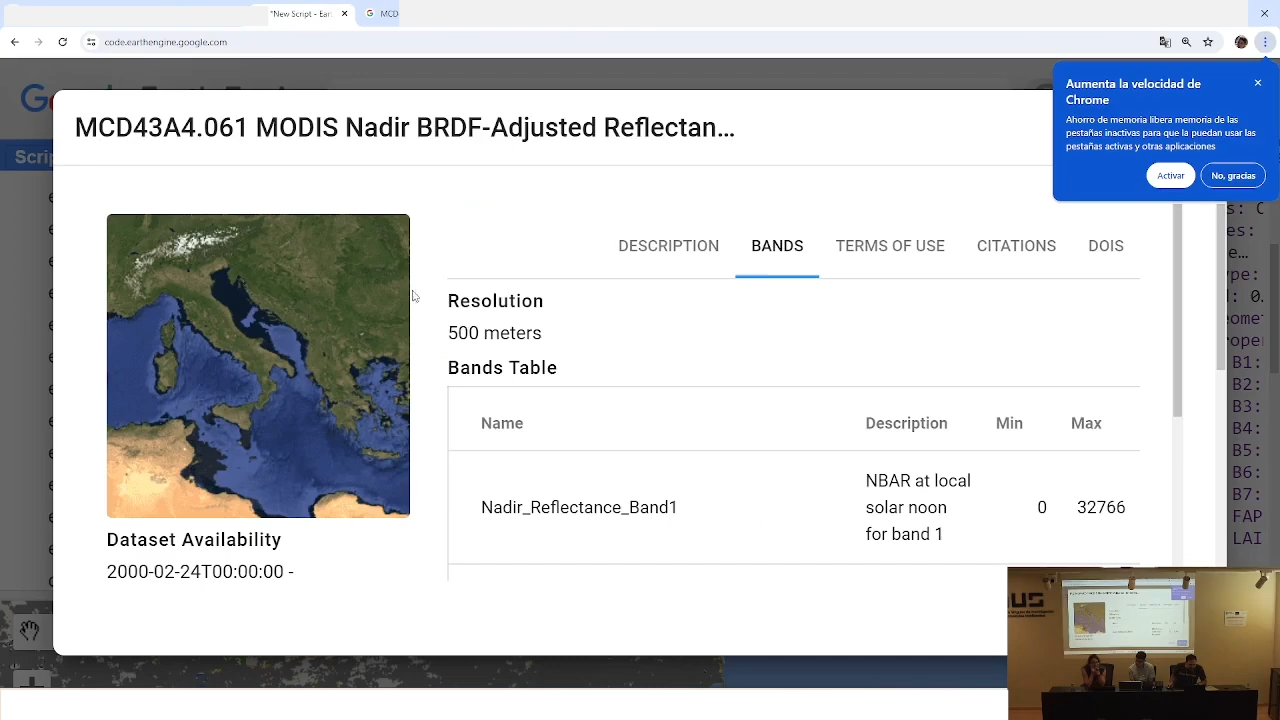 "New Script - Eart
MCD
code.earthengine.google.com
Aumenta la velocidad de
Chrome
Ahorro de memoria libera memoria de las
pestañas inactivas para que la puedan usar las
pestañas activas y otras aplicaciones
Activar
No, gracias
MCD43A4.061 MODIS Nadir BRDF-Adjusted Reflectan...
Scrip
DESCRIPTION
BANDS
TERMS OF USE
CITATIONS
DOIS
Resolution
500 meters
Bands Table
Name
Description
Min
Max
Nadir_Reflectance_Band1
NBAR at local
solar noon
for band 1
0
32766
Dataset Availability
2000-02-24T00:00:00 -
B1:
B2:
B3:
B4:
B5:
B6:
B7:
FAP
LAI